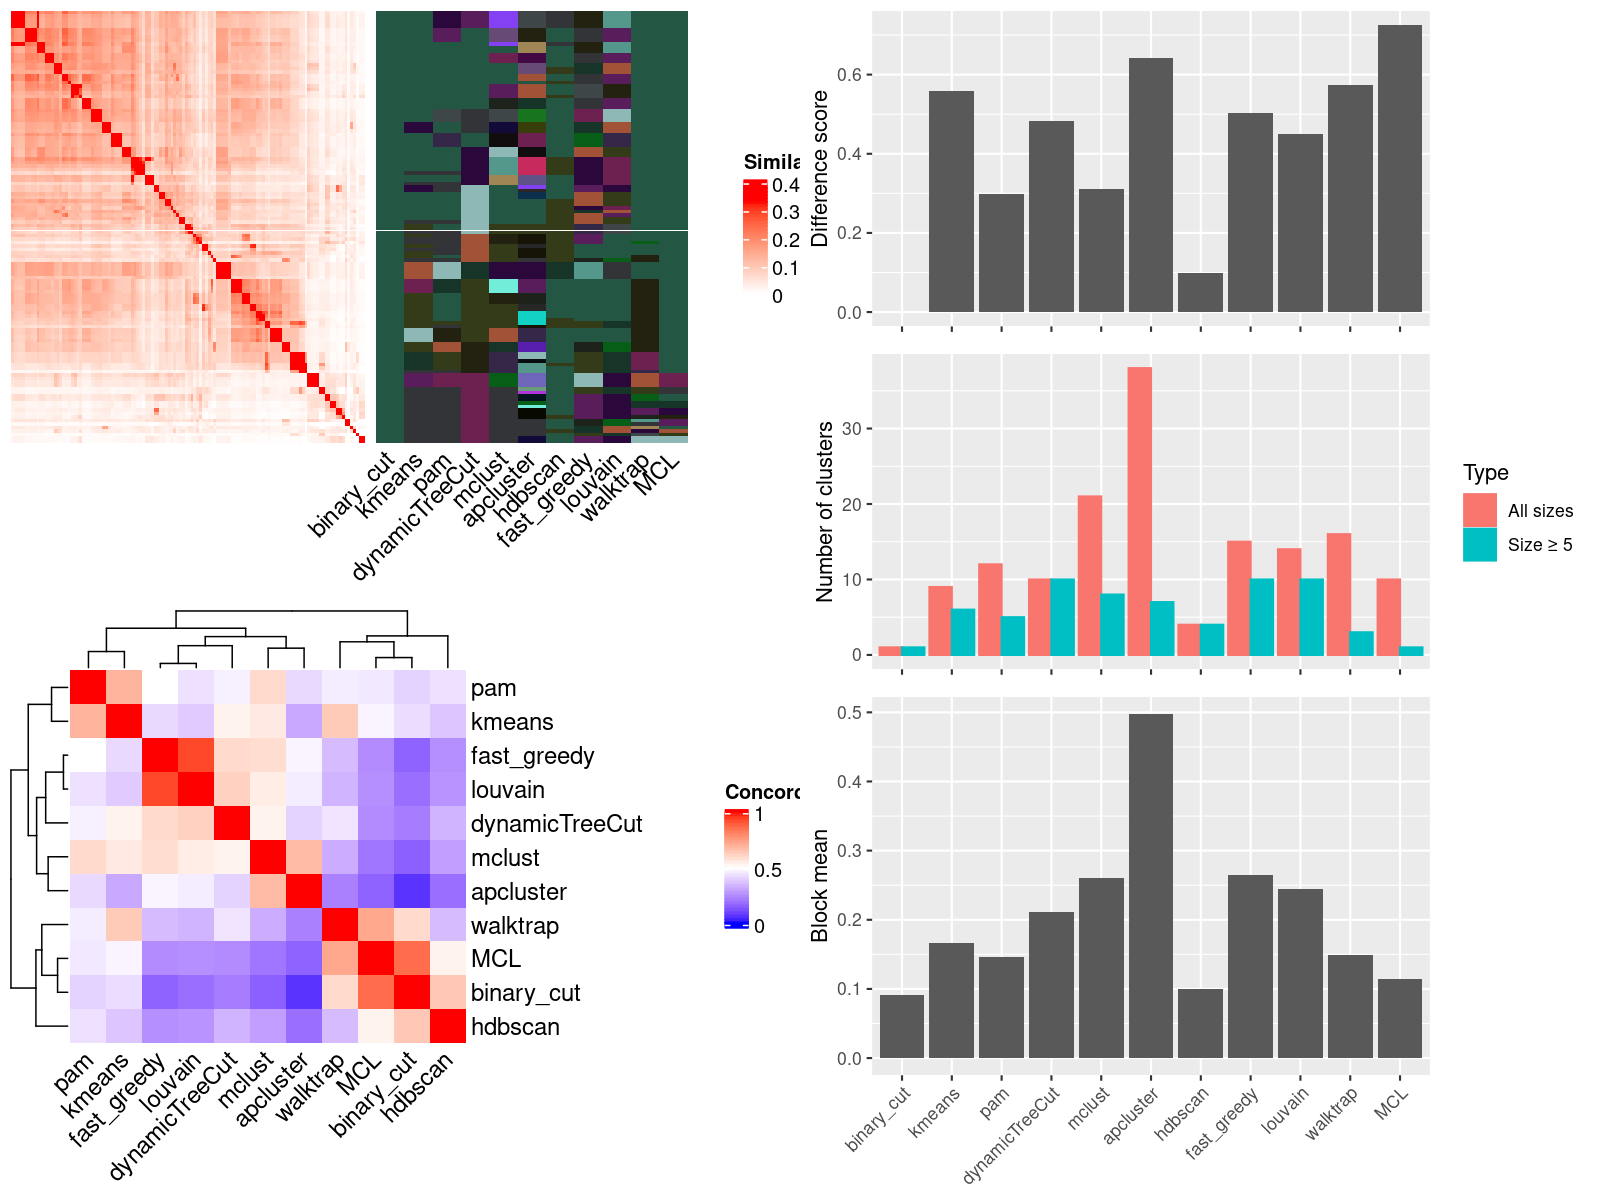 Simila
0.4
0.3
0.2
0.1
0
binary_cut
kmeans
pam
dynamicTreeCut
mclust
apcluster
hdbscan
fast_greedy
louvain
walktrap
MCL
Difference score
0.6
0.4
0.2
0.0
Number of clusters
30
20
10
0
Type
All sizes
Size ≥ 5
pam
kmeans
fast_greedy
louvain
dynamicTreeCut
mclust
apcluster
walktrap
MCL
binary_cut
hdbscan
pam
kmeans
fast_greedy
louvain
dynamicTreeCut
mclust
apcluster
walktrap
MCL
binary_cut
hdbscan
Concord
1
0.5
0
Block mean
0.5
0.4
0.3
0.2
0.1
0.0
binary_cut
kmeans
pam
dynamicTreeCut
mclust
apcluster
hdbscan
fast_greedy
louvain
walktrap
MCL